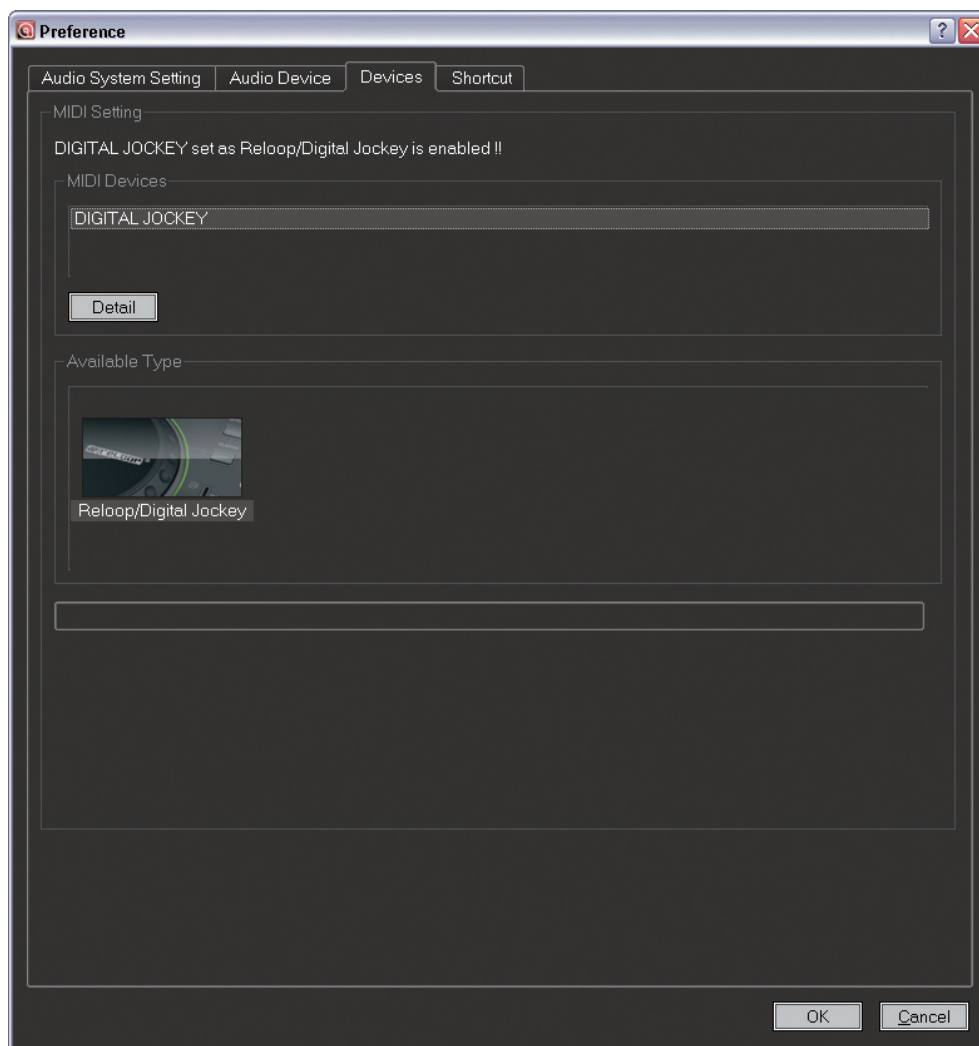 Preference
Audio System Setting
Audio Device
Devices
Shortcut
MIDI Setting
DIGITAL JOCKEY set as Reloop/Digital Jockey is enabled !!
MIDI Devices
DIGITAL JOCKEY
Detail
Available Type
reloop
Reloop/Digital Jockey
OK
Cancel